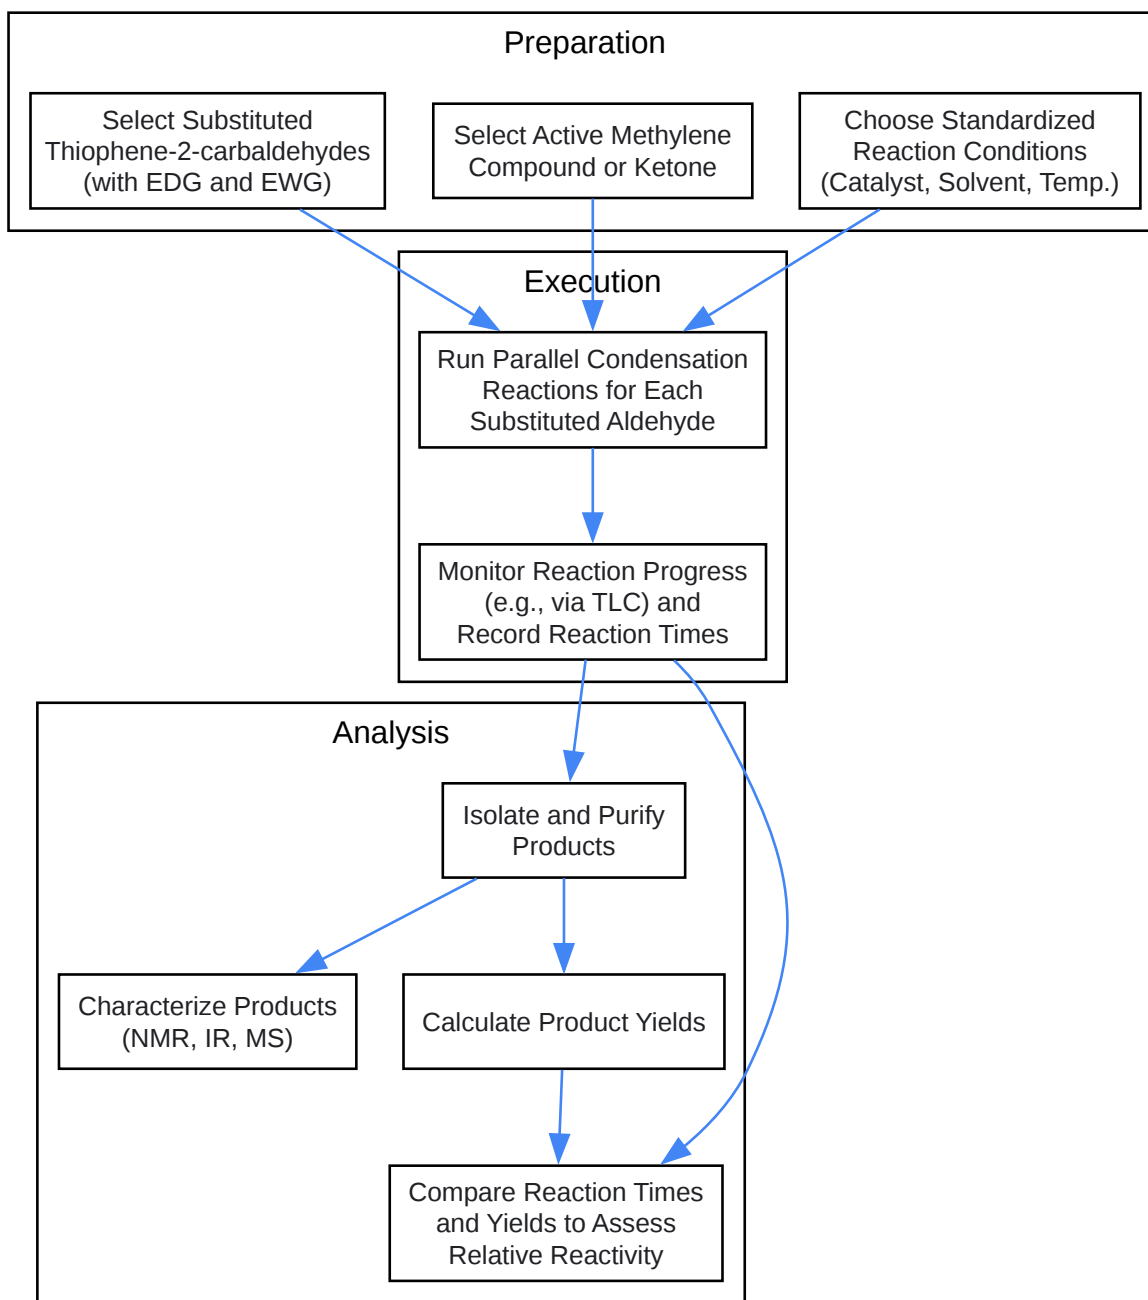 Preparation
Select Substituted
Thiophene-2-carbaldehydes
(with EDG and EWG)
Select Active Methylene
Compound or Ketone
Choose Standardized
Reaction Conditions
(Catalyst, Solvent, Temp.)
Execution
Run Parallel Condensation
Reactions for Each
Substituted Aldehyde
Monitor Reaction Progress
(e.g., via TLC) and
Record Reaction Times
Analysis
Isolate and Purify
Products
Characterize Products
(NMR, IR, MS)
Calculate Product Yields
Compare Reaction Times
and Yields to Assess
Relative Reactivity